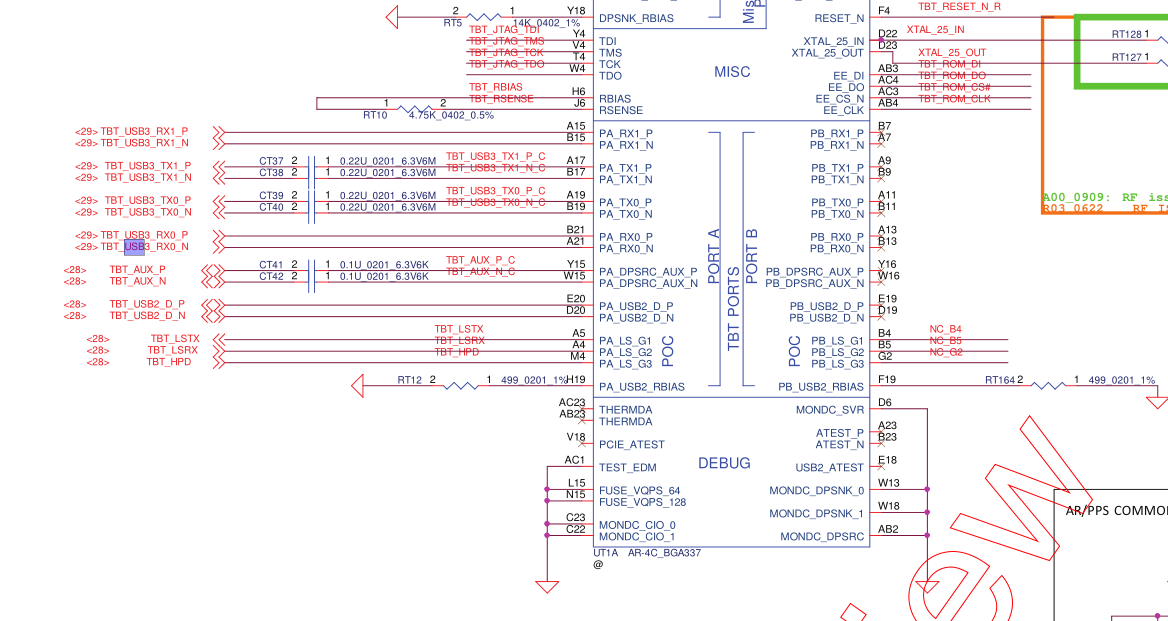 2 1 Y18 DPSNK_RBIAS Mis P RESET_N F4 TBT_RESET_N_R
RT5 14K_0402_1%
TBT_JTAG_TDI Y4 TDI XTAL_25_IN D22 XTAL_25_IN RT128 1
TBT_JTAG_TMS V4 TMS XTAL_25_OUT D23 XTAL_25_OUT
TBT_JTAG_TCK T4 TCK TBT_ROM_DI RT127 1
TBT_JTAG_TDO W4 TDO MISC EE_DI AB3 TBT_ROM_DO
EE_DO AC4 TBT_ROM_CS#
TBT_RBIAS H6 RBIAS EE_CS_N AC3 TBT_ROM_CLK
TBT_RSENSE J6 RSENSE EE_CLK AB4
RT10 1 2 4.75K_0402_0.5%
<29> TBT_USB3_RX1_P A15 PA_RX1_P PB_RX1_P B7
<29> TBT_USB3_RX1_N B15 PA_RX1_N PB_RX1_N A7
<29> TBT_USB3_TX1_P CT37 2 1 0.22U_0201_6.3V6M TBT_USB3_TX1_P_C A17 PA_TX1_P PB_TX1_P A9
<29> TBT_USB3_TX1_N CT38 2 1 0.22U_0201_6.3V6M TBT_USB3_TX1_N_C B17 PA_TX1_N PB_TX1_N B9
<29> TBT_USB3_TX0_P CT39 2 1 0.22U_0201_6.3V6M TBT_USB3_TX0_P_C A19 PA_TX0_P PB_TX0_P A11
<29> TBT_USB3_TX0_N CT40 2 1 0.22U_0201_6.3V6M TBT_USB3_TX0_N_C B19 PA_TX0_N PB_TX0_N B11
A00_0909: RF iss
R03_0622 RF I
<29> TBT_USB3_RX0_P B21 PA_RX0_P PB_RX0_P A13
<29> TBT_USB3_RX0_N A21 PA_RX0_N PB_RX0_N B13
PORT A
TBT PORTS
PORT B
<28> TBT_AUX_P CT41 2 1 0.1U_0201_6.3V6K TBT_AUX_P_C Y15 PA_DPSRC_AUX_P PB_DPSRC_AUX_P Y16
<28> TBT_AUX_N CT42 2 1 0.1U_0201_6.3V6K TBT_AUX_N_C W15 PA_DPSRC_AUX_N PB_DPSRC_AUX_N W16
<28> TBT_USB2_D_P E20 PA_USB2_D_P PB_USB2_D_P E19
<28> TBT_USB2_D_N D20 PA_USB2_D_N PB_USB2_D_N D19
<28> TBT_LSTX TBT_LSTX A5 PA_LS_G1 PB_LS_G1 B4 NC_B4
<28> TBT_LSRX TBT_LSRX A4 PA_LS_G2 POC POC PB_LS_G2 B5 NC_B5
<28> TBT_HPD TBT_HPD M4 PA_LS_G3 PB_LS_G3 G2 NC_G2
RT12 2 1 499_0201_1% H19 PA_USB2_RBIAS PB_USB2_RBIAS F19 RT164 2 1 499_0201_1%
AC23 THERMDA MONDC_SVR D6
AB23 THERMDA
ATEST_P A23
V18 PCIE_ATEST ATEST_N B23
AC1 TEST_EDM DEBUG USB2_ATEST E18
L15 FUSE_VQPS_64 MONDC_DPSNK_0 W13
N15 FUSE_VQPS_128
MONDC_DPSNK_1 W18
C23 MONDC_CIO_0
C22 MONDC_CIO_1 MONDC_DPSRC AB2
UT1A AR-4C_BGA337
@
AR/PPS COMMO
ew